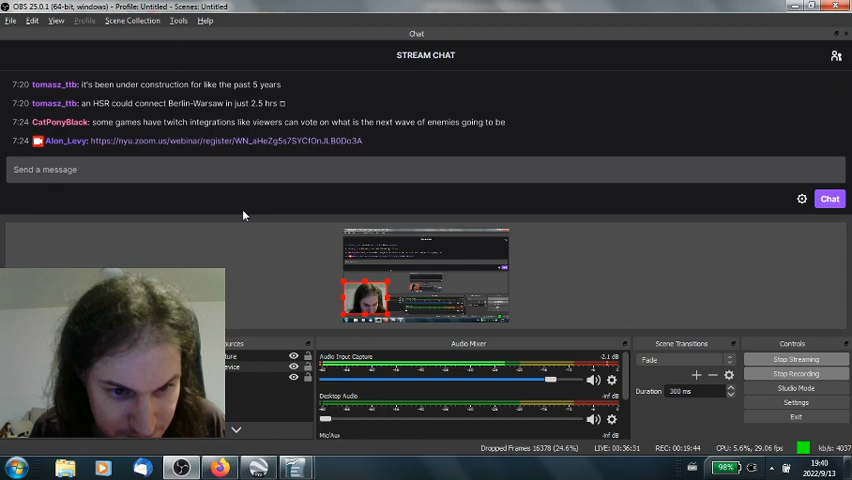 OBS 25.0.1 (64-bit, windows) - Profile: Untitled - Scenes: Untitled
File Edit View Profile Scene Collection Tools Help
Chat
STREAM CHAT
7:20 tomasz_ttb: it's been under construction for like the past 5 years
7:20 tomasz_ttb: an HSR could connect Berlin-Warsaw in just 2.5 hrs □
7:24 CatPonyBlack: some games have twitch integrations like viewers can vote on what is the next wave of enemies going to be
7:24 Alon_Levy: https://nyu.zoom.us/webinar/register/WN_aHeZg5s7SYCfOnJLB0Do3A
Send a message
Chat
ources Audio Mixer Scene Transitions Controls
ture
evice
Audio Input Capture -2.1 dB
Desktop Audio -inf dB
Mic/Aux -inf dB
Fade
Duration 300 ms
Stop Streaming
Stop Recording
Studio Mode
Settings
Exit
Dropped Frames 16378 (24.6%) LIVE: 00:36:31 REC: 00:19:44 CPU: 5.6%, 29.06 fps kb/s: 4037
98% 19:40
2022/9/13